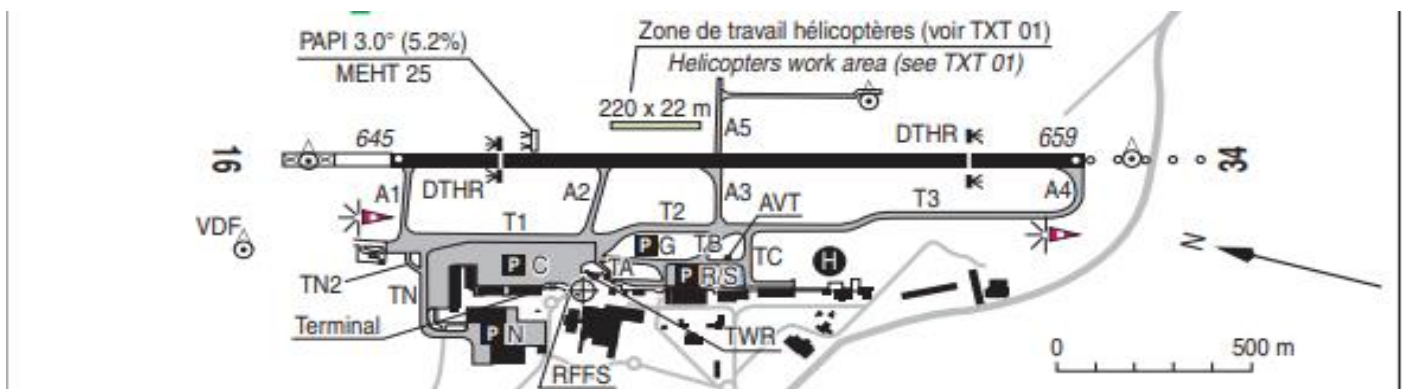 PAPI 3.0° (5.2%)
MEHT 25
Zone de travail hélicoptères (voir TXT 01)
Helicopters work area (see TXT 01)
220 x 22 m
16
645
DTHR
A1
A2
A5
A3
DTHR
659
A4
34
VDF
T1
T2
T3
AVT
TB
TC
P G
P C
TA
P R/S
H
N
TN2
TN
Terminal
P N
TWR
RFFS
0
500 m